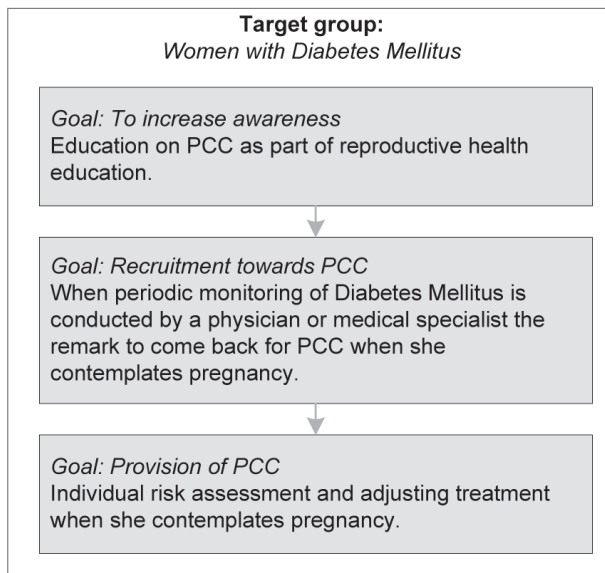 Target group:
Women with Diabetes Mellitus
Goal: To increase awareness
Education on PCC as part of reproductive health
education.
Goal: Recruitment towards PCC
When periodic monitoring of Diabetes Mellitus is
conducted by a physician or medical specialist the
remark to come back for PCC when she
contemplates pregnancy.
Goal: Provision of PCC
Individual risk assessment and adjusting treatment
when she contemplates pregnancy.